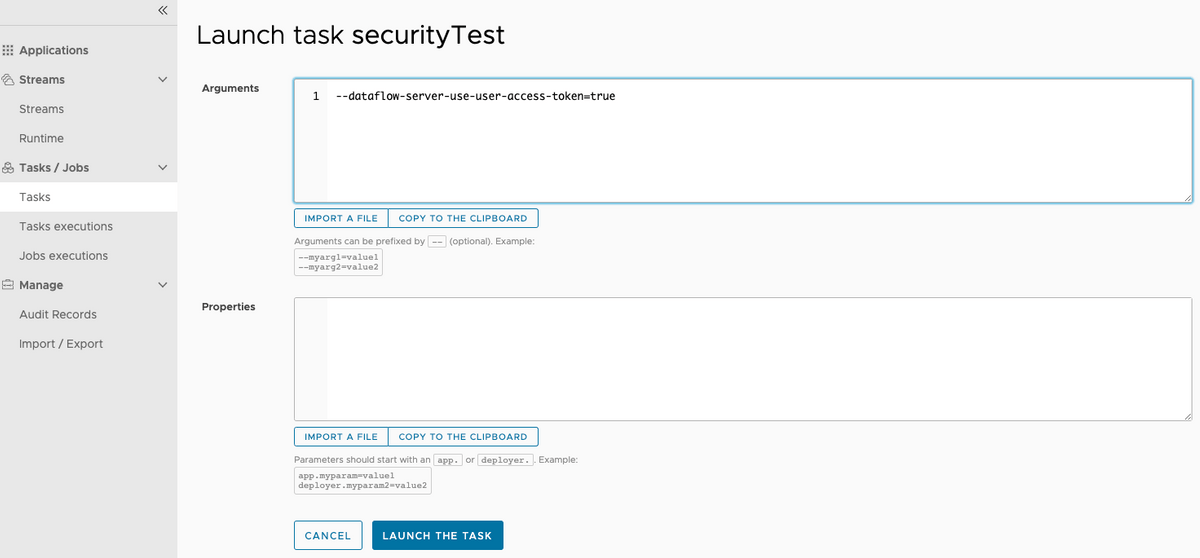 Applications
Streams
Streams
Runtime
Tasks / Jobs
Tasks
Tasks executions
Jobs executions
Manage
Audit Records
Import / Export
Launch task securityTest
Arguments
1 --dataflow-server-use-user-access-token=true
IMPORT A FILE COPY TO THE CLIPBOARD
Arguments can be prefixed by -- (optional). Example:
--myarg1=value1
--myarg2=value2
Properties
IMPORT A FILE COPY TO THE CLIPBOARD
Parameters should start with an app. or deployer. . Example:
app.myparam=value1
deployer.myparam2=value2
CANCEL LAUNCH THE TASK